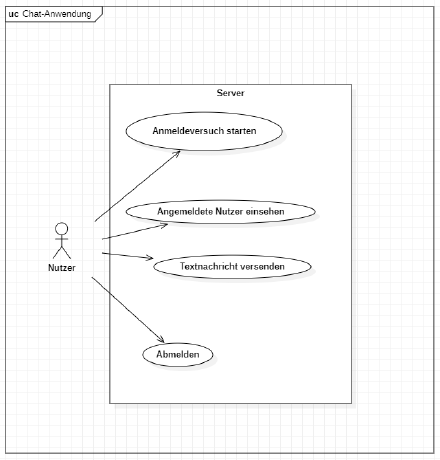 uc Chat-Anwendung
Server
Anmeldeversuch starten
Angemeldete Nutzer einsehen
Textnachricht versenden
Nutzer
Abmelden